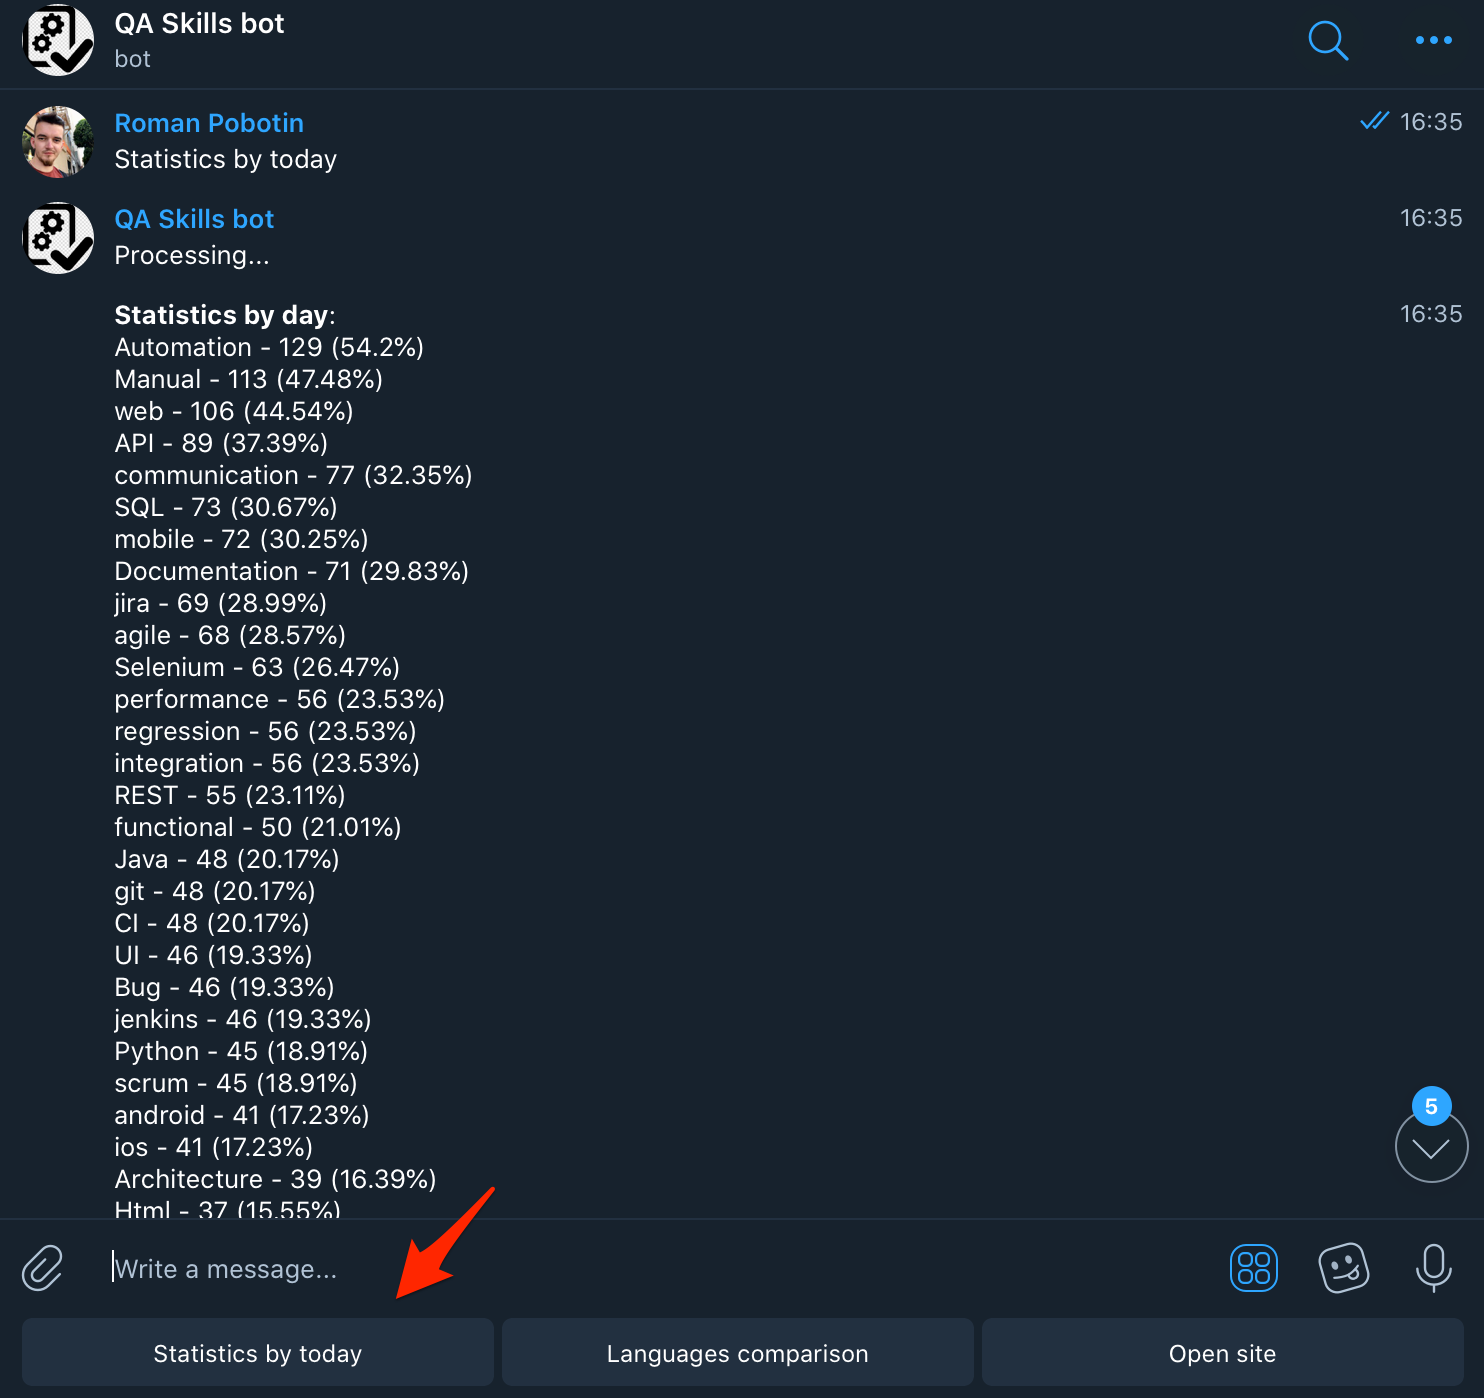 QA Skills bot
bot
Roman Pobotin
16:35
Statistics by today
QA Skills bot
16:35
Processing...
Statistics by day:
16:35
Automation - 129 (54.2%)
Manual - 113 (47.48%)
web - 106 (44.54%)
API - 89 (37.39%)
communication - 77 (32.35%)
SQL - 73 (30.67%)
mobile - 72 (30.25%)
Documentation - 71 (29.83%)
jira - 69 (28.99%)
agile - 68 (28.57%)
Selenium - 63 (26.47%)
performance - 56 (23.53%)
regression - 56 (23.53%)
integration - 56 (23.53%)
REST - 55 (23.11%)
functional - 50 (21.01%)
Java - 48 (20.17%)
git - 48 (20.17%)
CI - 48 (20.17%)
UI - 46 (19.33%)
Bug - 46 (19.33%)
jenkins - 46 (19.33%)
Python - 45 (18.91%)
scrum - 45 (18.91%)
android - 41 (17.23%)
5
ios - 41 (17.23%)
Architecture - 39 (16.39%)
Html - 37 (15.55%)
Write a message...
Statistics by today
Languages comparison
Open site